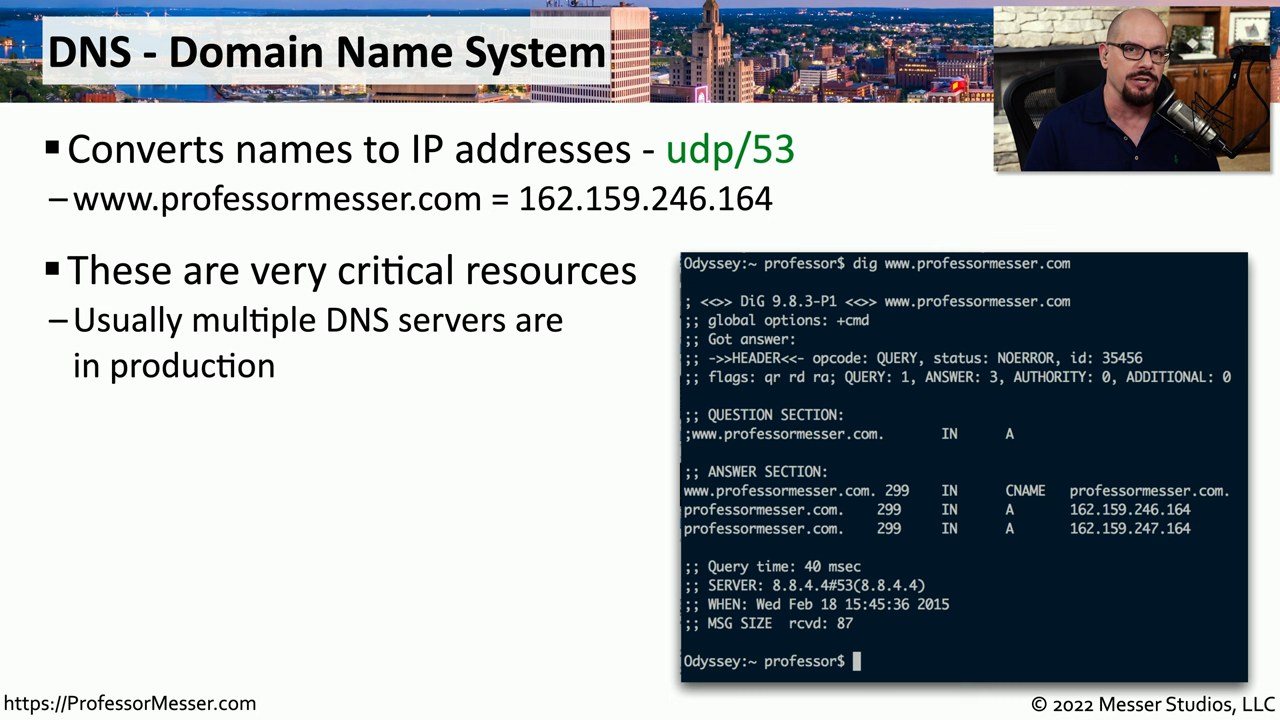 DNS - Domain Name System
▪Converts names to IP addresses - udp/53
–www.professormesser.com = 162.159.246.164
▪These are very critical resources
–Usually multiple DNS servers are
in production
Odyssey:~ professor$ dig www.professormesser.com
; <<>> DiG 9.8.3-P1 <<>> www.professormesser.com
;; global options: +cmd
;; Got answer:
;; ->>HEADER<<- opcode: QUERY, status: NOERROR, id: 35456
;; flags: qr rd ra; QUERY: 1, ANSWER: 3, AUTHORITY: 0, ADDITIONAL: 0
;; QUESTION SECTION:
;www.professormesser.com. IN A
;; ANSWER SECTION:
www.professormesser.com. 299 IN CNAME professormesser.com.
professormesser.com. 299 IN A 162.159.246.164
professormesser.com. 299 IN A 162.159.247.164
;; Query time: 40 msec
;; SERVER: 8.8.4.4#53(8.8.4.4)
;; WHEN: Wed Feb 18 15:45:36 2015
;; MSG SIZE rcvd: 87
Odyssey:~ professor$
https://ProfessorMesser.com
© 2022 Messer Studios, LLC